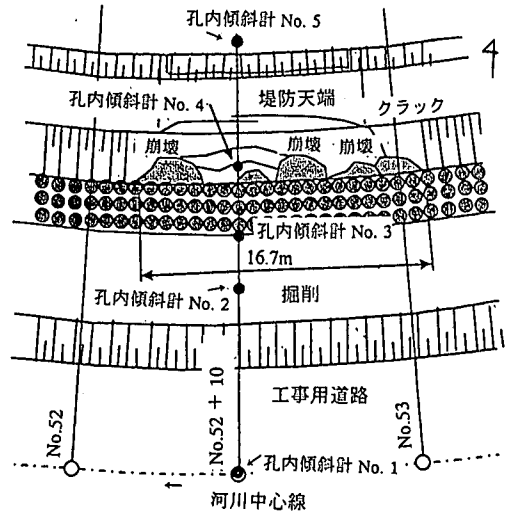 孔内傾斜計 No. 5
4
孔内傾斜計 No. 4
堤防天端
クラック
崩壊
崩壊
崩壊
孔内傾斜計 No. 3
16.7m
孔内傾斜計 No. 2
掘削
工事用道路
No.52
No.52 + 10
No.53
孔内傾斜計 No. 1
河川中心線